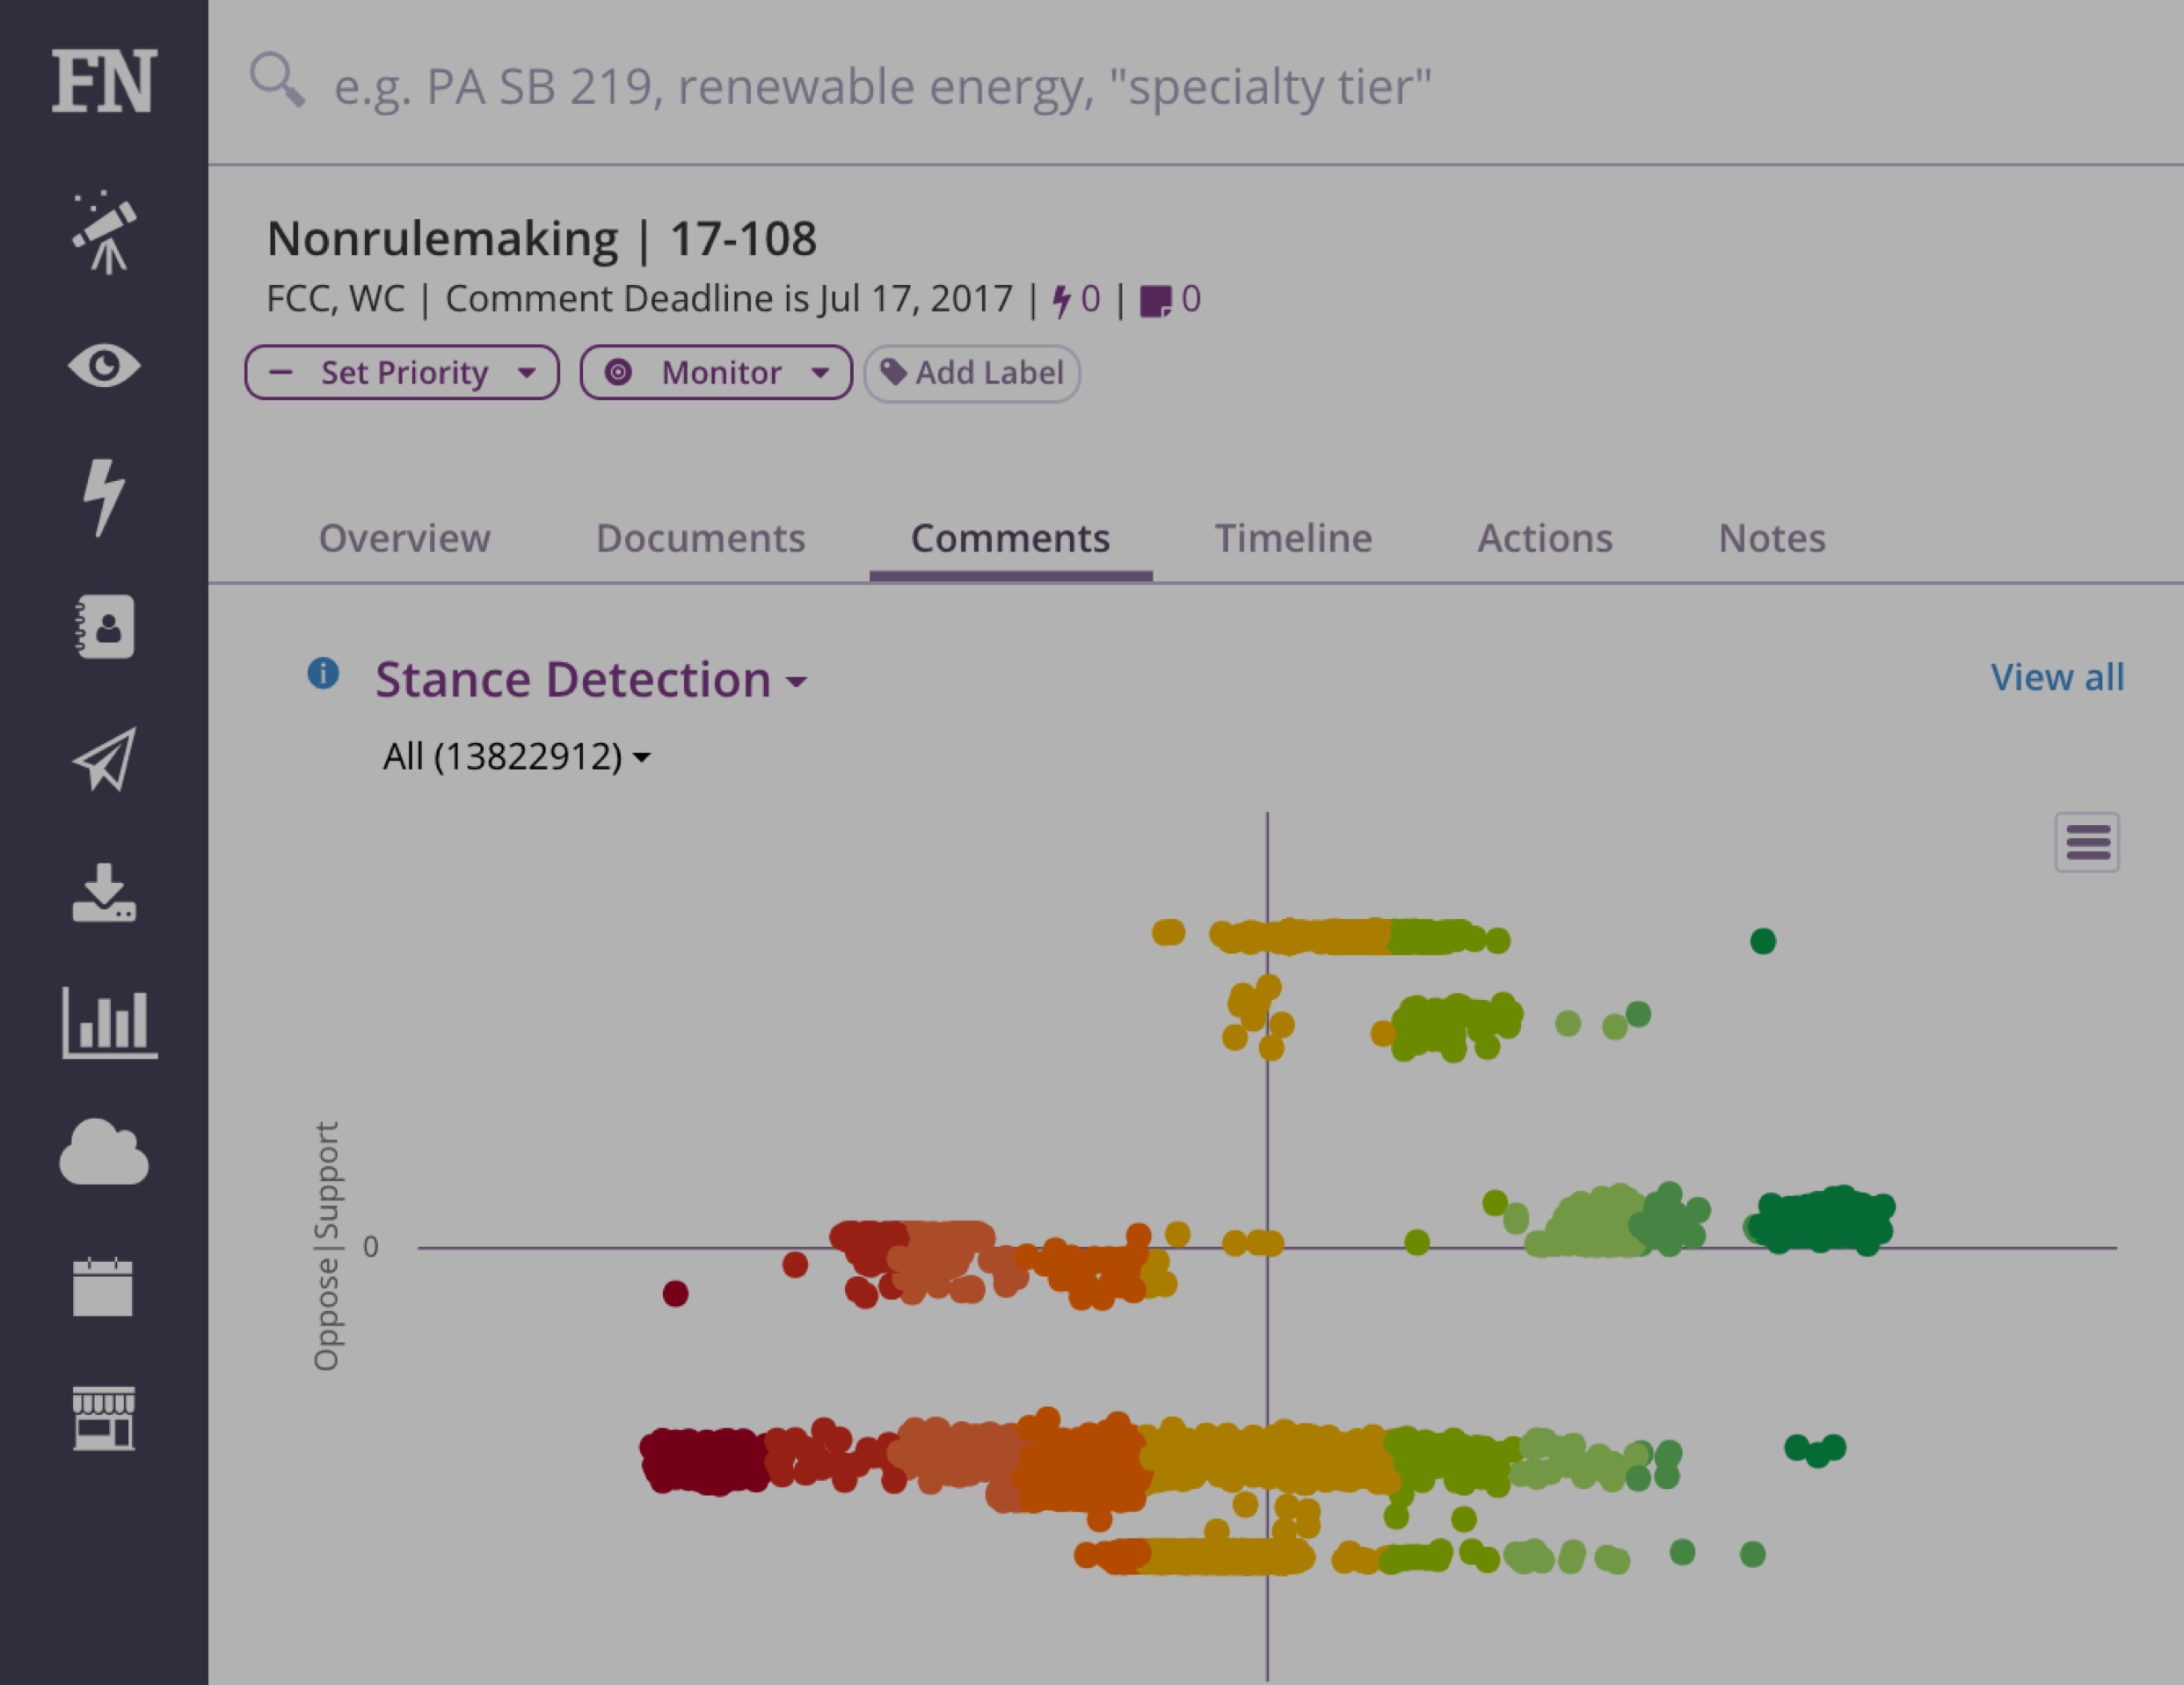 FN
e.g. PA SB 219, renewable energy, "specialty tier"
Nonrulemaking | 17-108
FCC, WC | Comment Deadline is Jul 17, 2017 | 0 | 0
Set Priority Monitor Add Label
Overview Documents Comments Timeline Actions Notes
i Stance Detection View all
All (13822912)
Oppose | Support
0